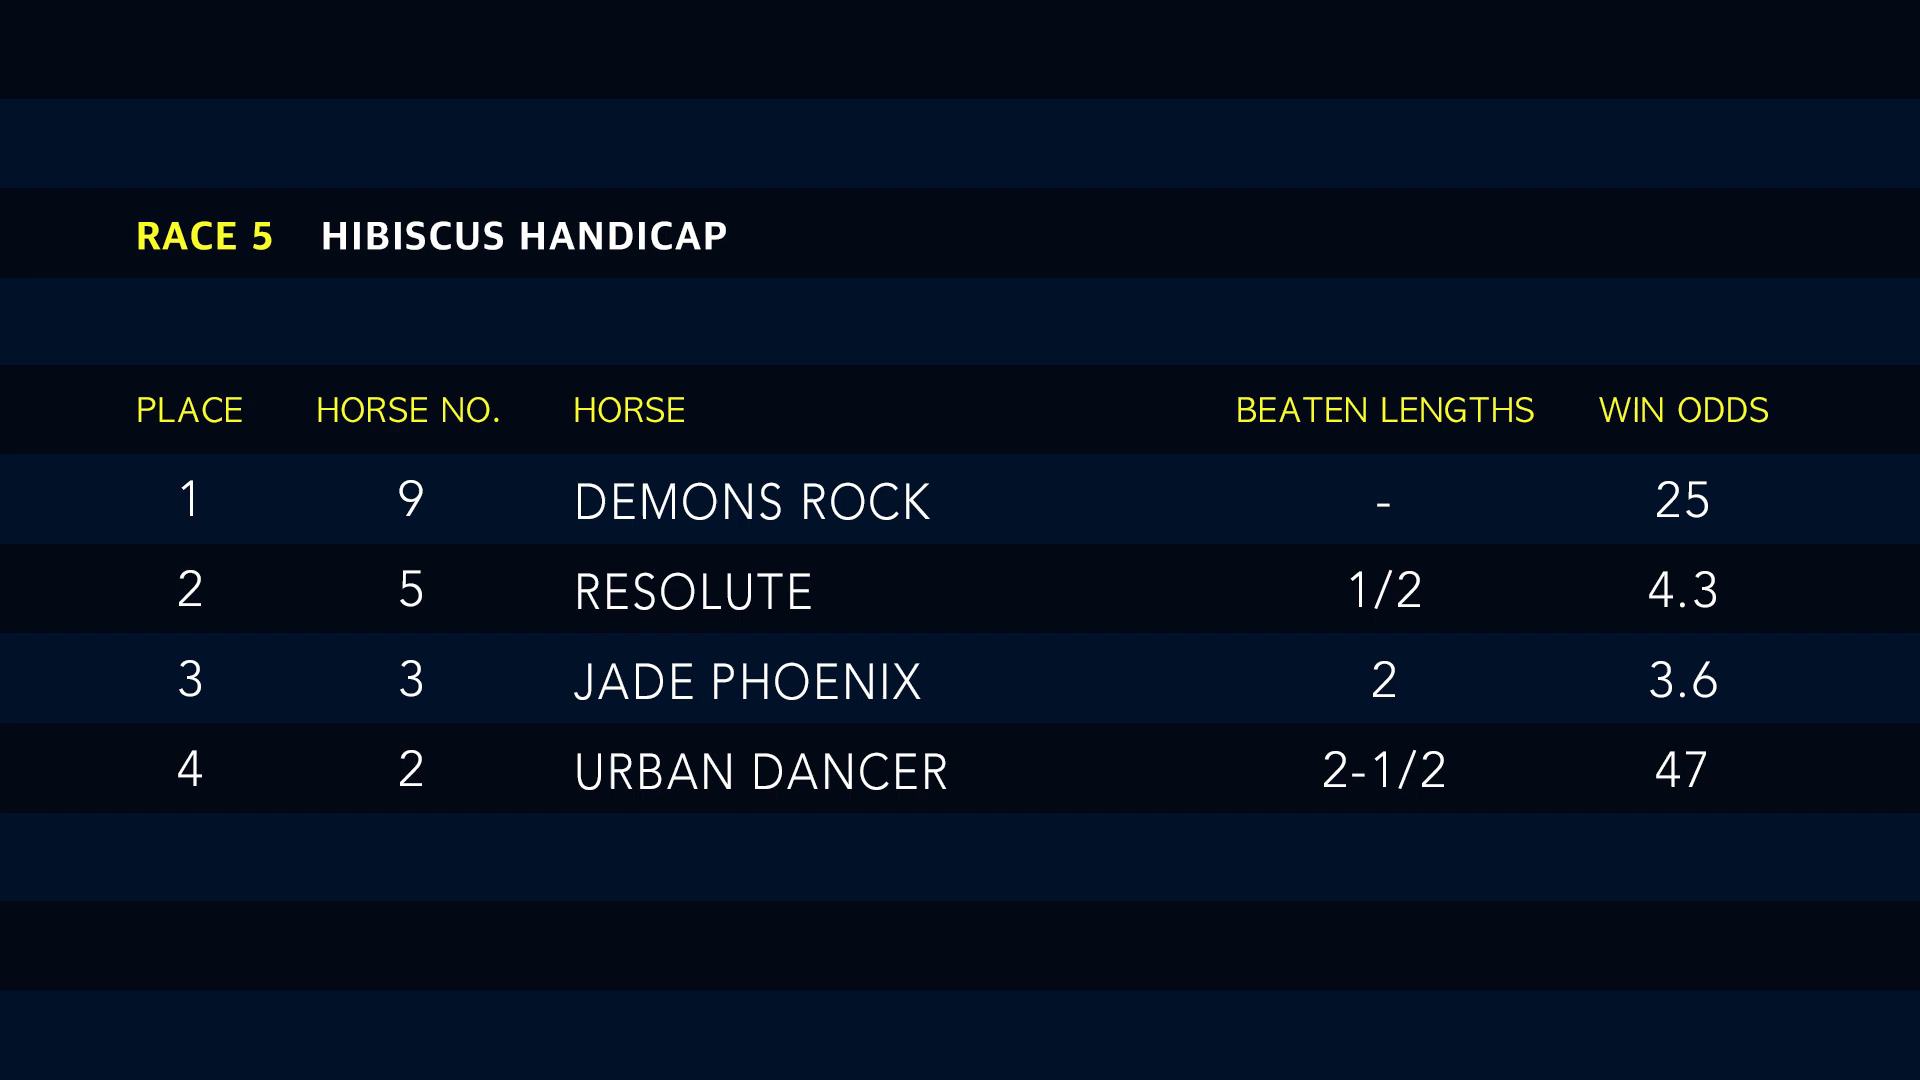 RACE 5 HIBISCUS HANDICAP
PLACE HORSE NO. HORSE BEATEN LENGTHS WIN ODDS
1 9 DEMONS ROCK - 25
2 5 RESOLUTE 1/2 4.3
3 3 JADE PHOENIX 2 3.6
4 2 URBAN DANCER 2-1/2 47